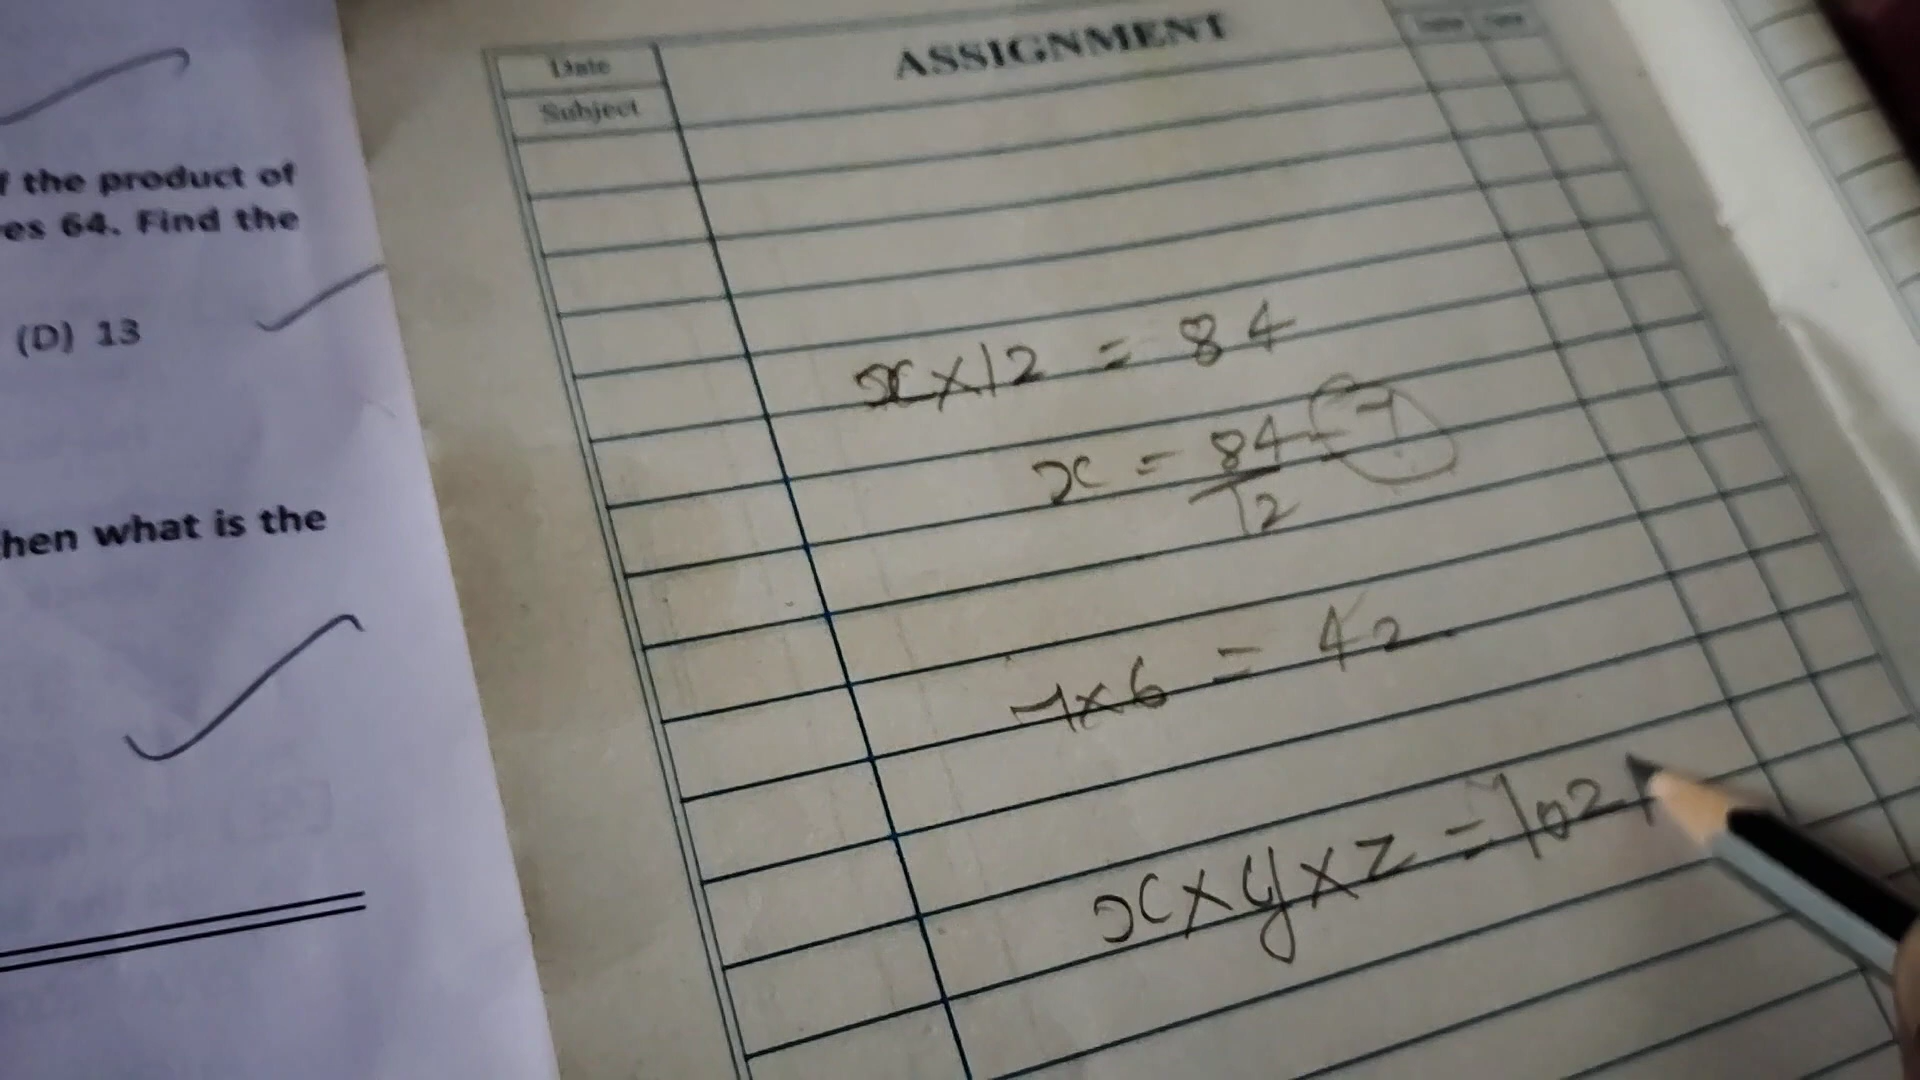 f the product of
es 64. Find the
(D) 13
hen what is the
Date
Subject
ASSIGNMENT
x×12 = 84
x = 84/12 = 7
7×6 = 42
x×y×z = 1021